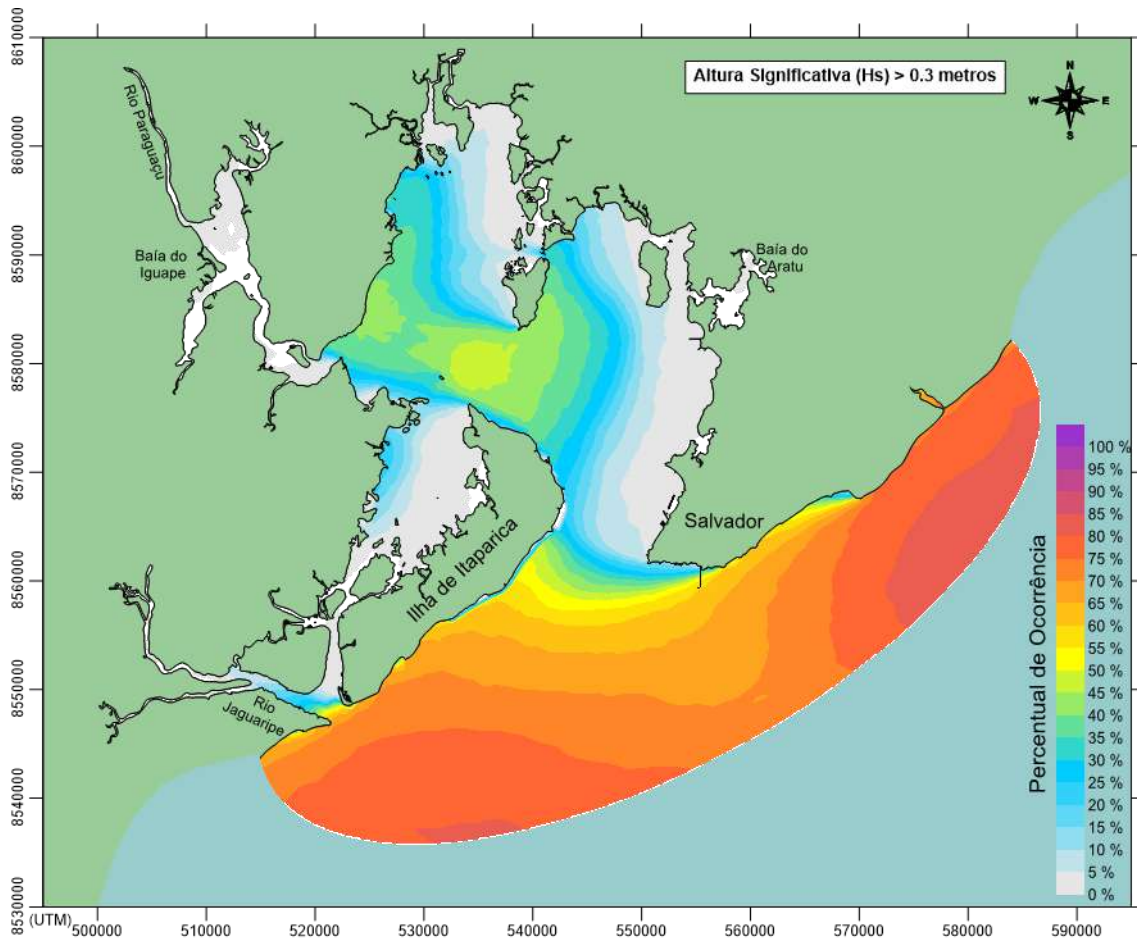 Altura Significativa (Hs) > 0.3 metros
N
W
E
S
Rio Paraguaçu
Baía do
Iguape
Baía do
Aratu
Salvador
Ilha de Itaparica
Rio
Jaguaripe
Percentual de Ocorrência
100 %
95 %
90 %
85 %
80 %
75 %
70 %
65 %
60 %
55 %
50 %
45 %
40 %
35 %
30 %
25 %
20 %
15 %
10 %
5 %
0 %
8610000
8600000
8590000
8580000
8570000
8560000
8550000
8540000
8530000
(UTM)
500000
510000
520000
530000
540000
550000
560000
570000
580000
590000